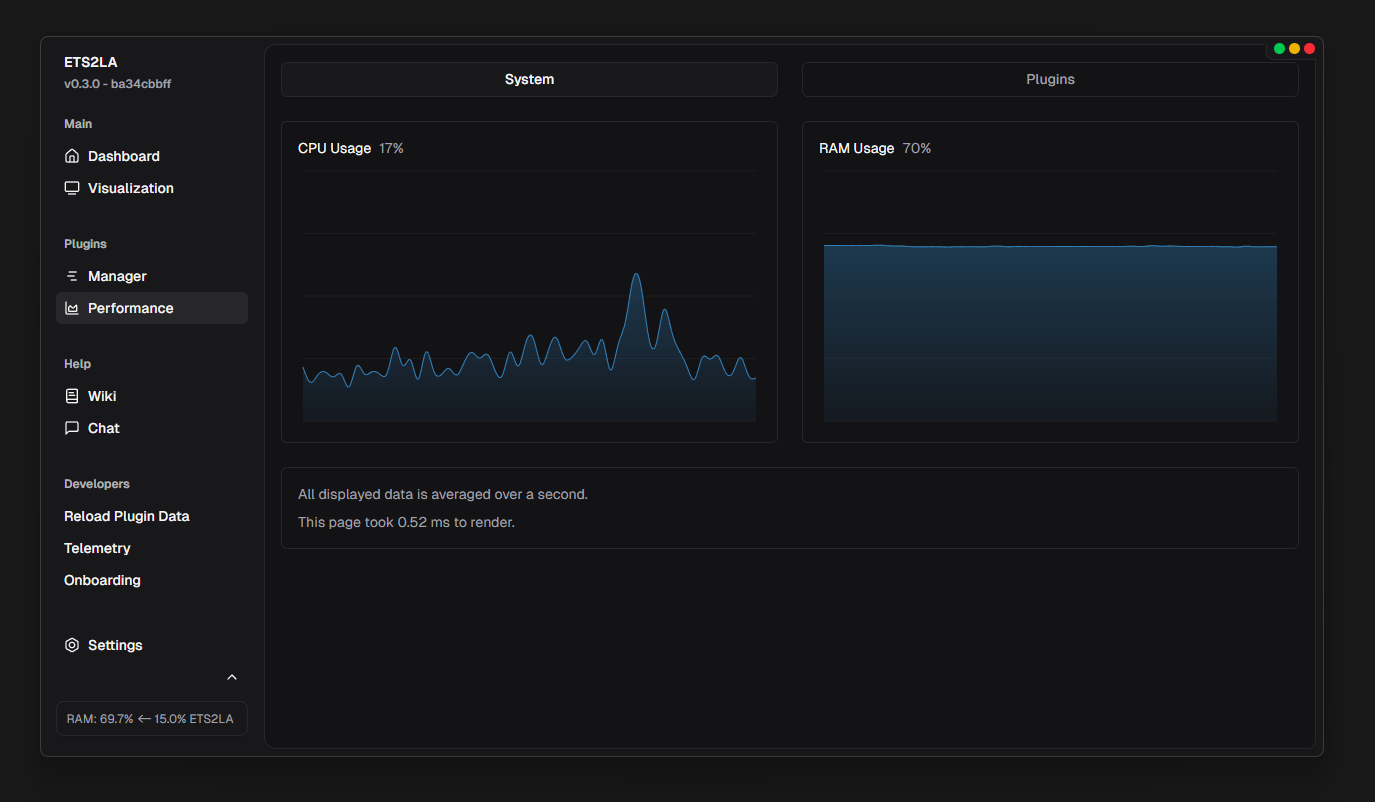 ETS2LA
v0.3.0 - ba34cbbff
Main
Dashboard
Visualization
Plugins
Manager
Performance
Help
Wiki
Chat
Developers
Reload Plugin Data
Telemetry
Onboarding
Settings
RAM: 69.7% <- 15.0% ETS2LA
System
Plugins
CPU Usage 17%
RAM Usage 70%
All displayed data is averaged over a second.
This page took 0.52 ms to render.